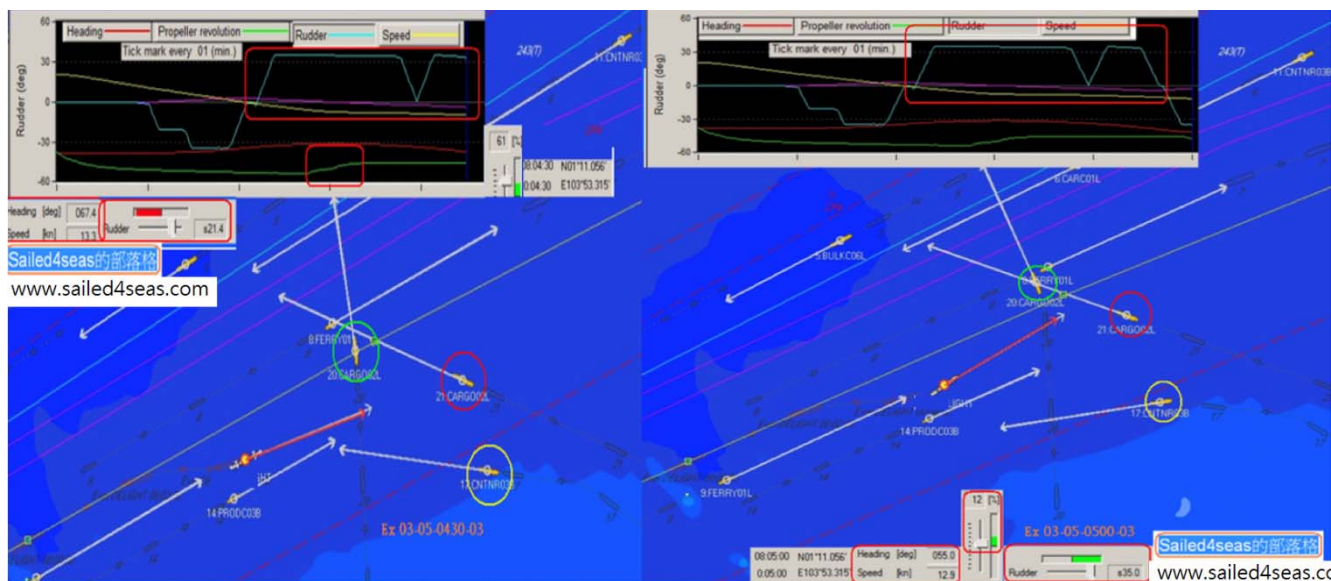 60
30
0
-30
-60
Rudder (deg)
Heading
Propeller revolution
Rudder
Speed
Tick mark every 01 (min.)
243(T)
11:CNTNR03
61 [%]
08:04:30 N01°11.056'
0:04:30 E103°53.315'
Heading [deg] 067.4
Speed [kn] 13.3
Rudder s21.4
Sailed4seas的部落格
www.sailed4seas.com
8:FERRY01
20:CARGO02L
21:CARGO02L
14:PRODC03B
Ex 03-05-0430-03
60
30
0
-30
-60
Rudder (deg)
Heading
Propeller revolution
Rudder
Speed
Tick mark every 01 (min.)
243(T)
11:CNTNR03B
6:CARC01L
5:BULKC06L
20:CARGO02L
21:CARGO02L
17:CNTNR03B
14:PRODC03B
9:FERRY01L
12 [%]
Ex 03-05-0500-03
08:05:00 N01°11.056'
0:05:00 E103°53.315'
Heading [deg] 055.0
Speed [kn] 12.9
Rudder s35.0
Sailed4seas的部落格
www.sailed4seas.co